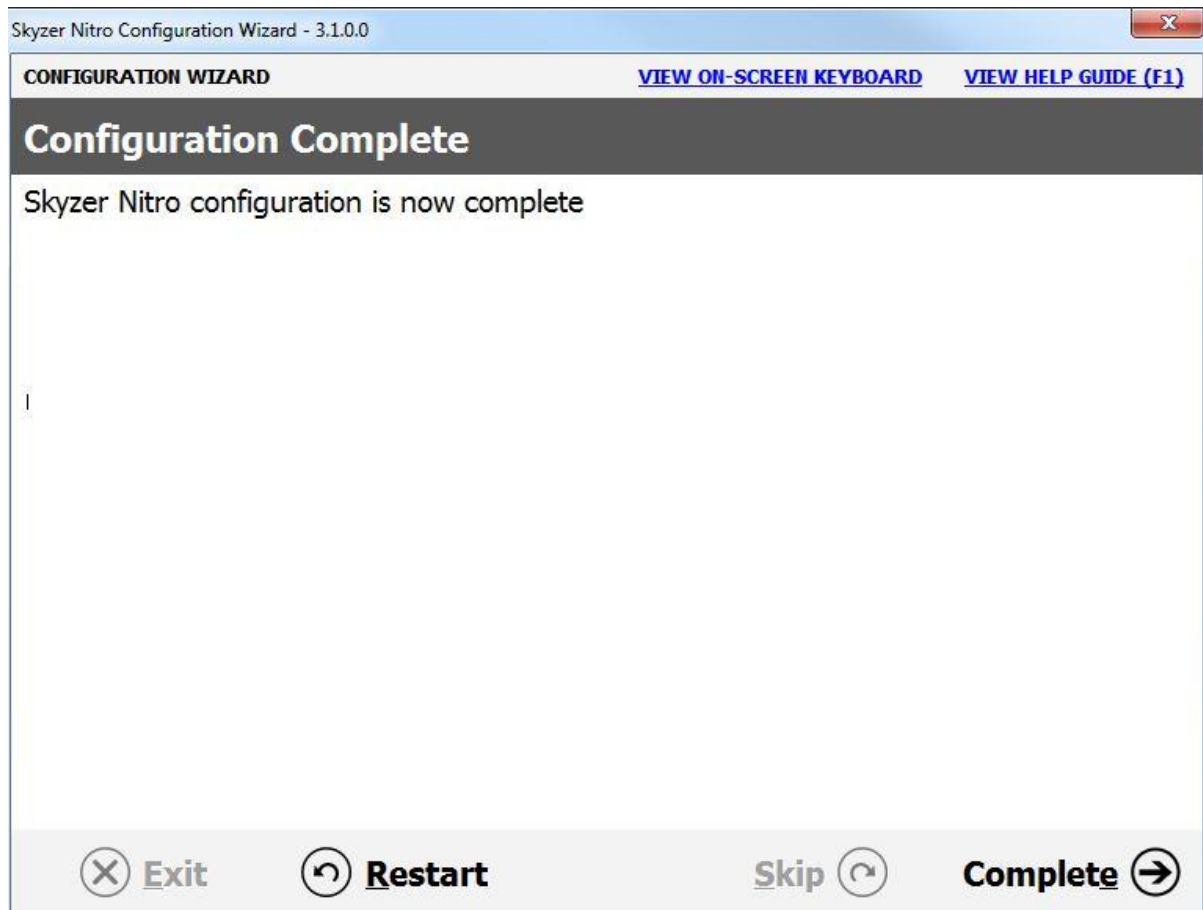 Skyzer Nitro Configuration Wizard - 3.1.0.0
CONFIGURATION WIZARD VIEW ON-SCREEN KEYBOARD VIEW HELP GUIDE (F1)
Configuration Complete
Skyzer Nitro configuration is now complete
Exit Restart Skip Complete